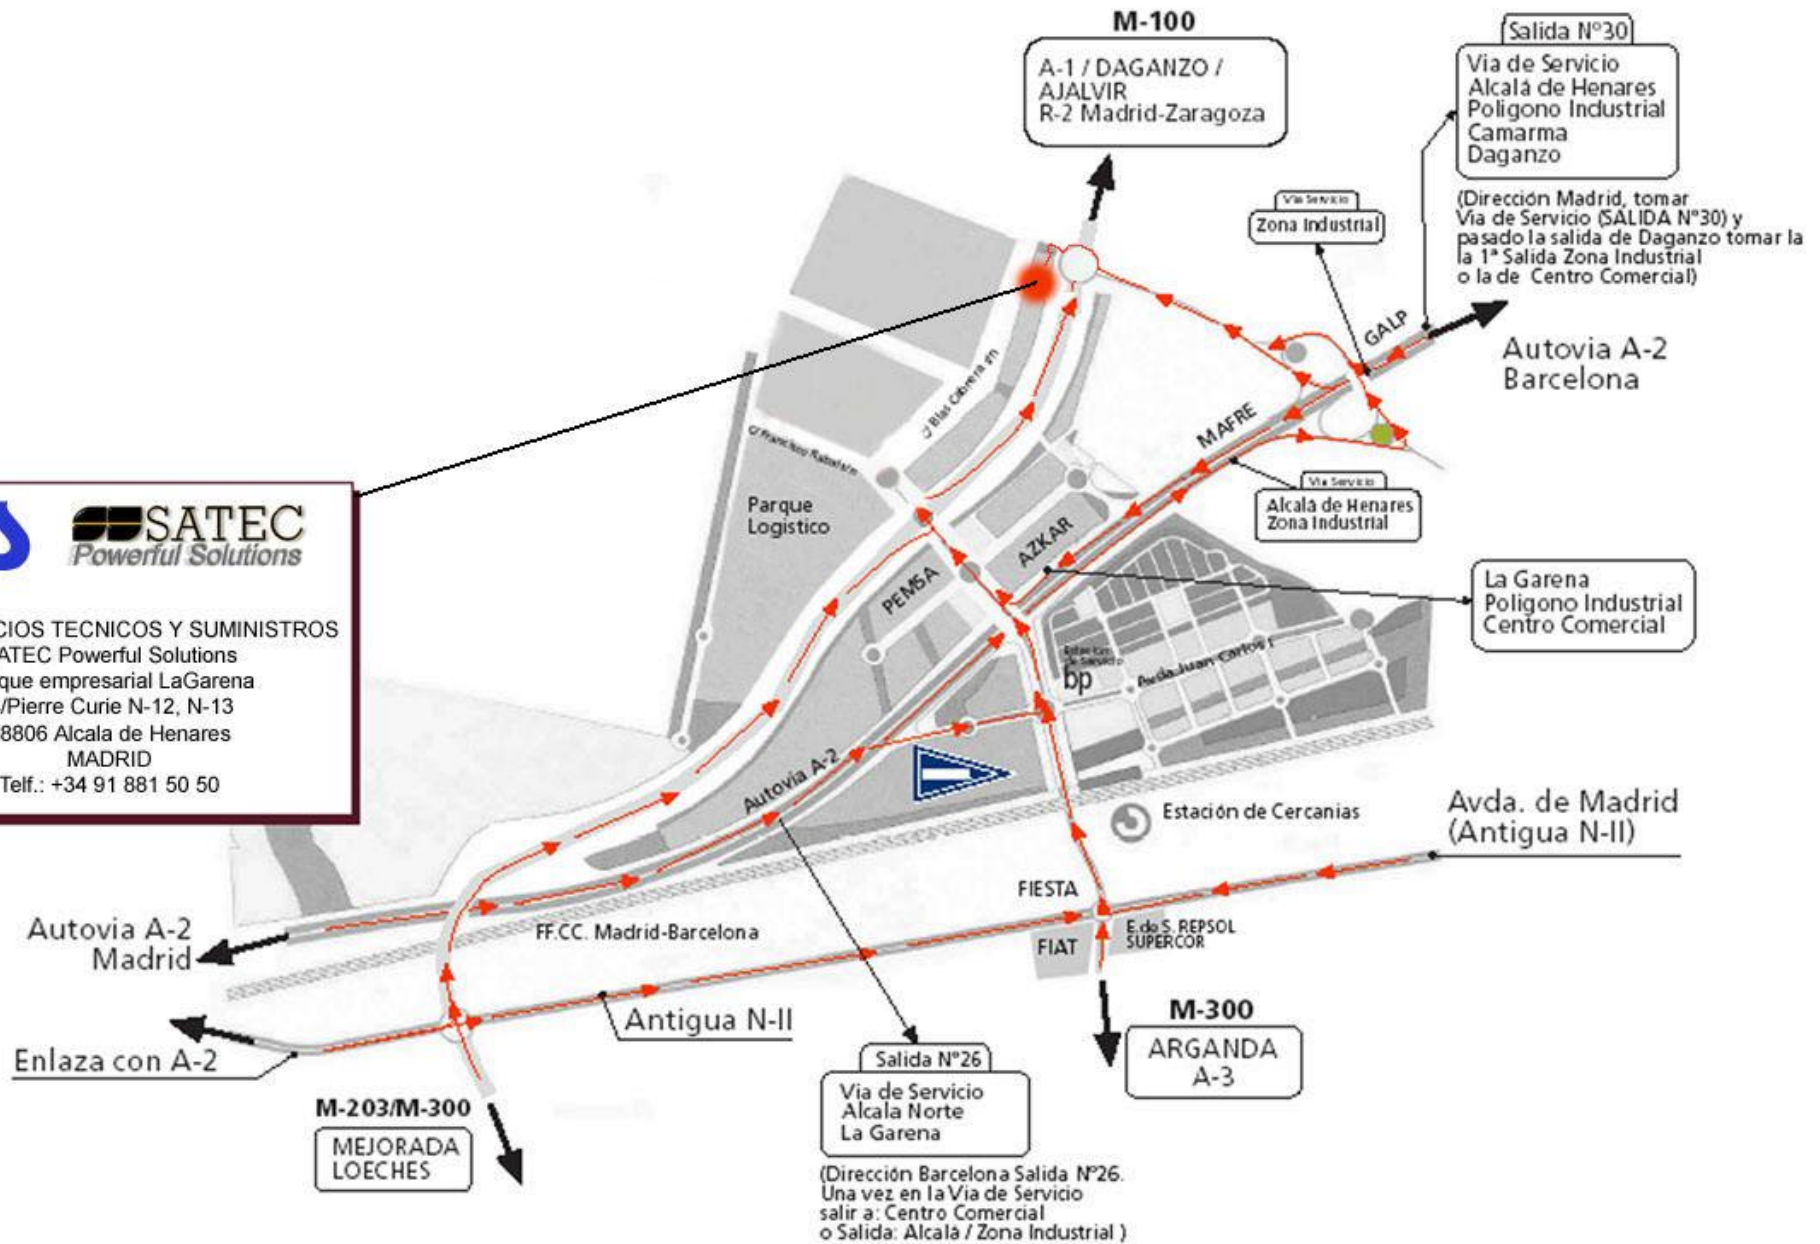 M-100
A-1 / DAGANZO /
AJALVIR
R-2 Madrid-Zaragoza
Salida Nº30
Via de Servicio
Alcalá de Henares
Poligono Industrial
Camarma
Daganzo
(Dirección Madrid, tomar
Via de Servicio (SALIDA Nº30) y
pasado la salida de Daganzo tomar la
la 1ª Salida Zona Industrial
o la de Centro Comercial)
Via Servicio
Zona Industrial
GALP
Autovia A-2
Barcelona
MAFRE
C/ Blas Cabrera
C/ Francisco
Parque
Logistico
Via Servicio
Alcalá de Henares
Zona Industrial
AZKAR
PEMSA
La Garena
Poligono Industrial
Centro Comercial
SATEC
Powerful Solutions
CIOS TECNICOS Y SUMINISTROS
ATEC Powerful Solutions
que empresarial LaGarena
/Pierre Curie N-12, N-13
8806 Alcala de Henares
MADRID
Telf.: +34 91 881 50 50
de Servicio
bp
Avda Juan Carlos I
Autovia A-2
Estación de Cercanias
Avda. de Madrid
(Antigua N-II)
FIESTA
E.de S. REPSOL
SUPERCOR
FIAT
FF.CC. Madrid-Barcelona
Autovia A-2
Madrid
Antigua N-II
Enlaza con A-2
M-300
ARGANDA
A-3
M-203/M-300
MEJORADA
LOECHES
Salida Nº26
Via de Servicio
Alcala Norte
La Garena
(Dirección Barcelona Salida Nº26.
Una vez en la Via de Servicio
salir a: Centro Comercial
o Salida: Alcalá / Zona Industrial )